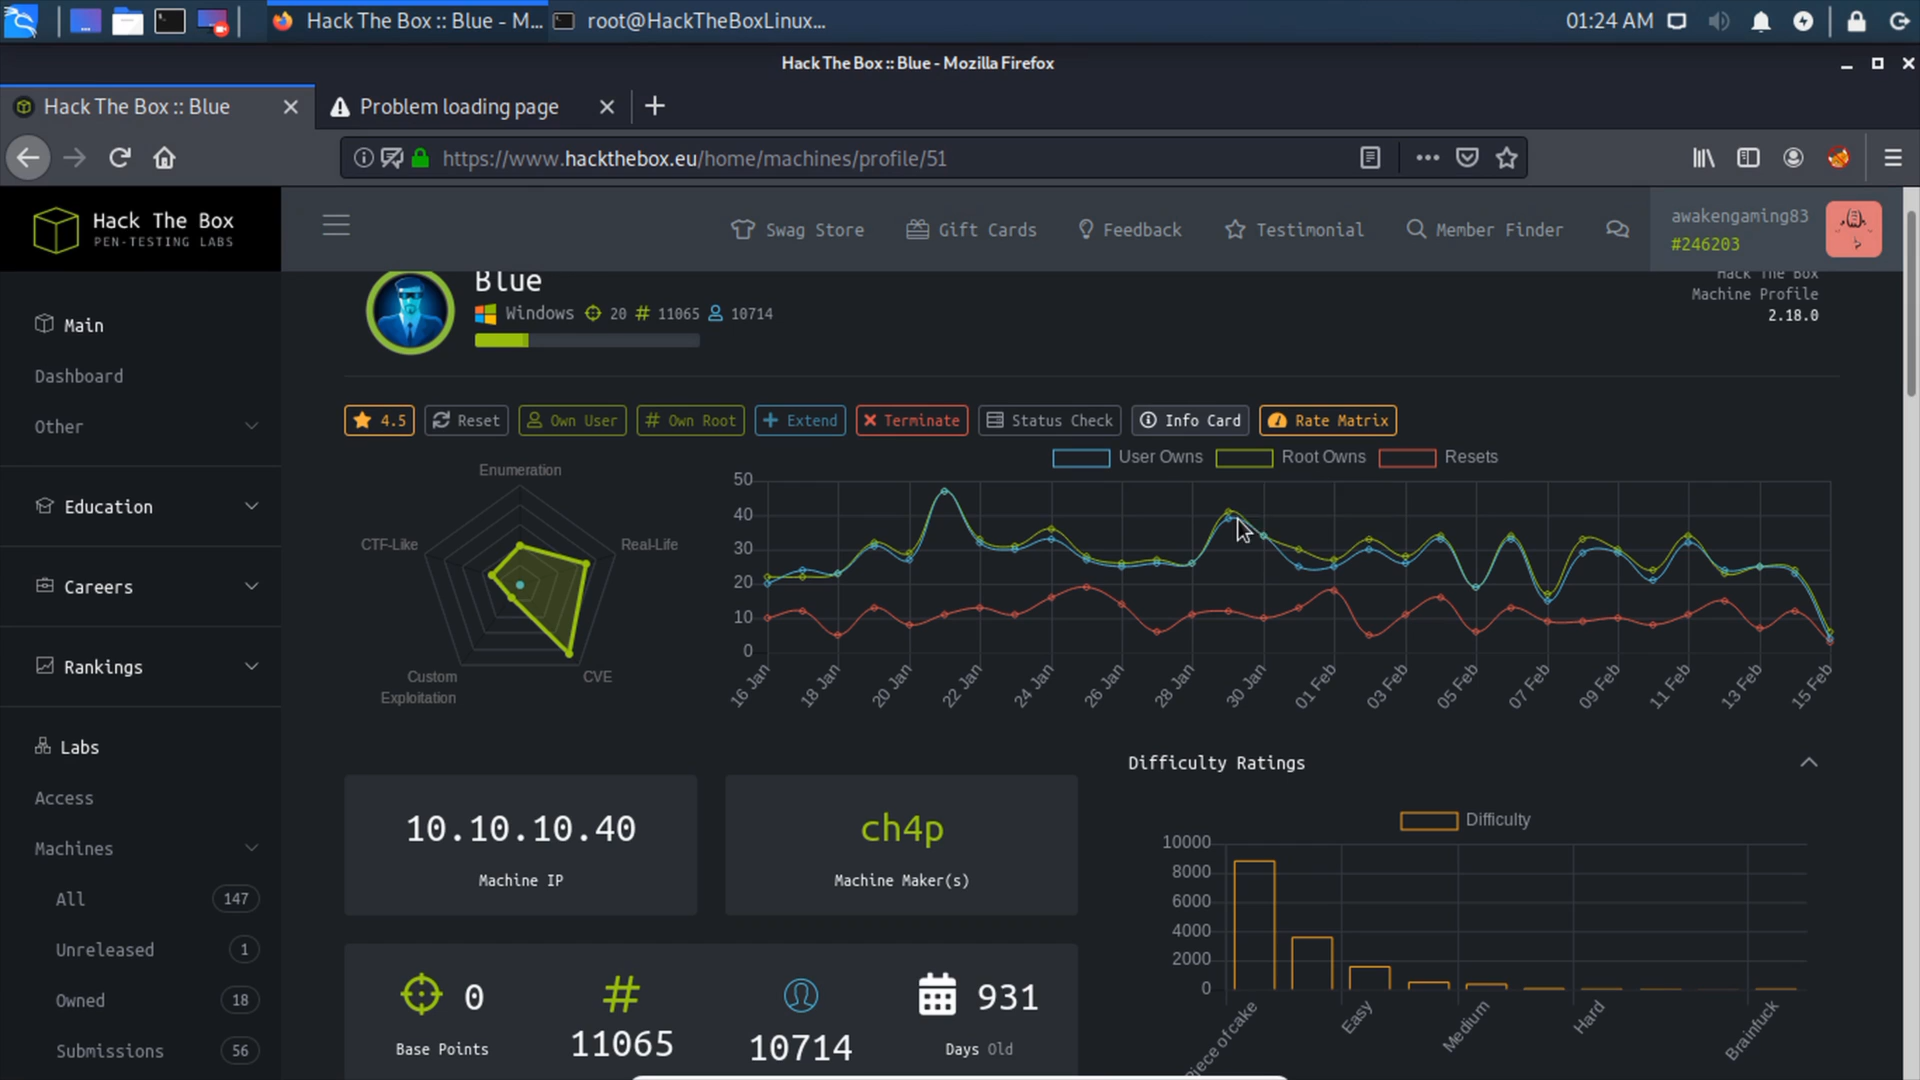 Hack The Box :: Blue - M...
root@HackTheBoxLinux...
01:24 AM
Hack The Box :: Blue - Mozilla Firefox
Hack The Box :: Blue
Problem loading page
https://www.hackthebox.eu/home/machines/profile/51
Hack The Box
PEN-TESTING LABS
Swag Store
Gift Cards
Feedback
Testimonial
Member Finder
awakengaming83
#246203
Main
Dashboard
Other
Education
Careers
Rankings
Labs
Access
Machines
All 147
Unreleased 1
Owned 18
Submissions 56
Blue
Windows 20 # 11065 10714
Hack The Box
Machine Profile
2.18.0
4.5
Reset
Own User
# Own Root
+ Extend
Terminate
Status Check
Info Card
Rate Matrix
Enumeration
Real-Life
CVE
Custom
Exploitation
CTF-Like
User Owns
Root Owns
Resets
50
40
30
20
10
0
16 Jan
18 Jan
20 Jan
22 Jan
24 Jan
26 Jan
28 Jan
30 Jan
01 Feb
03 Feb
05 Feb
07 Feb
09 Feb
11 Feb
13 Feb
15 Feb
10.10.10.40
Machine IP
ch4p
Machine Maker(s)
0
Base Points
#
11065
10714
931
Days Old
Difficulty Ratings
Difficulty
10000
8000
6000
4000
2000
0
Piece of cake
Easy
Medium
Hard
Brainfuck